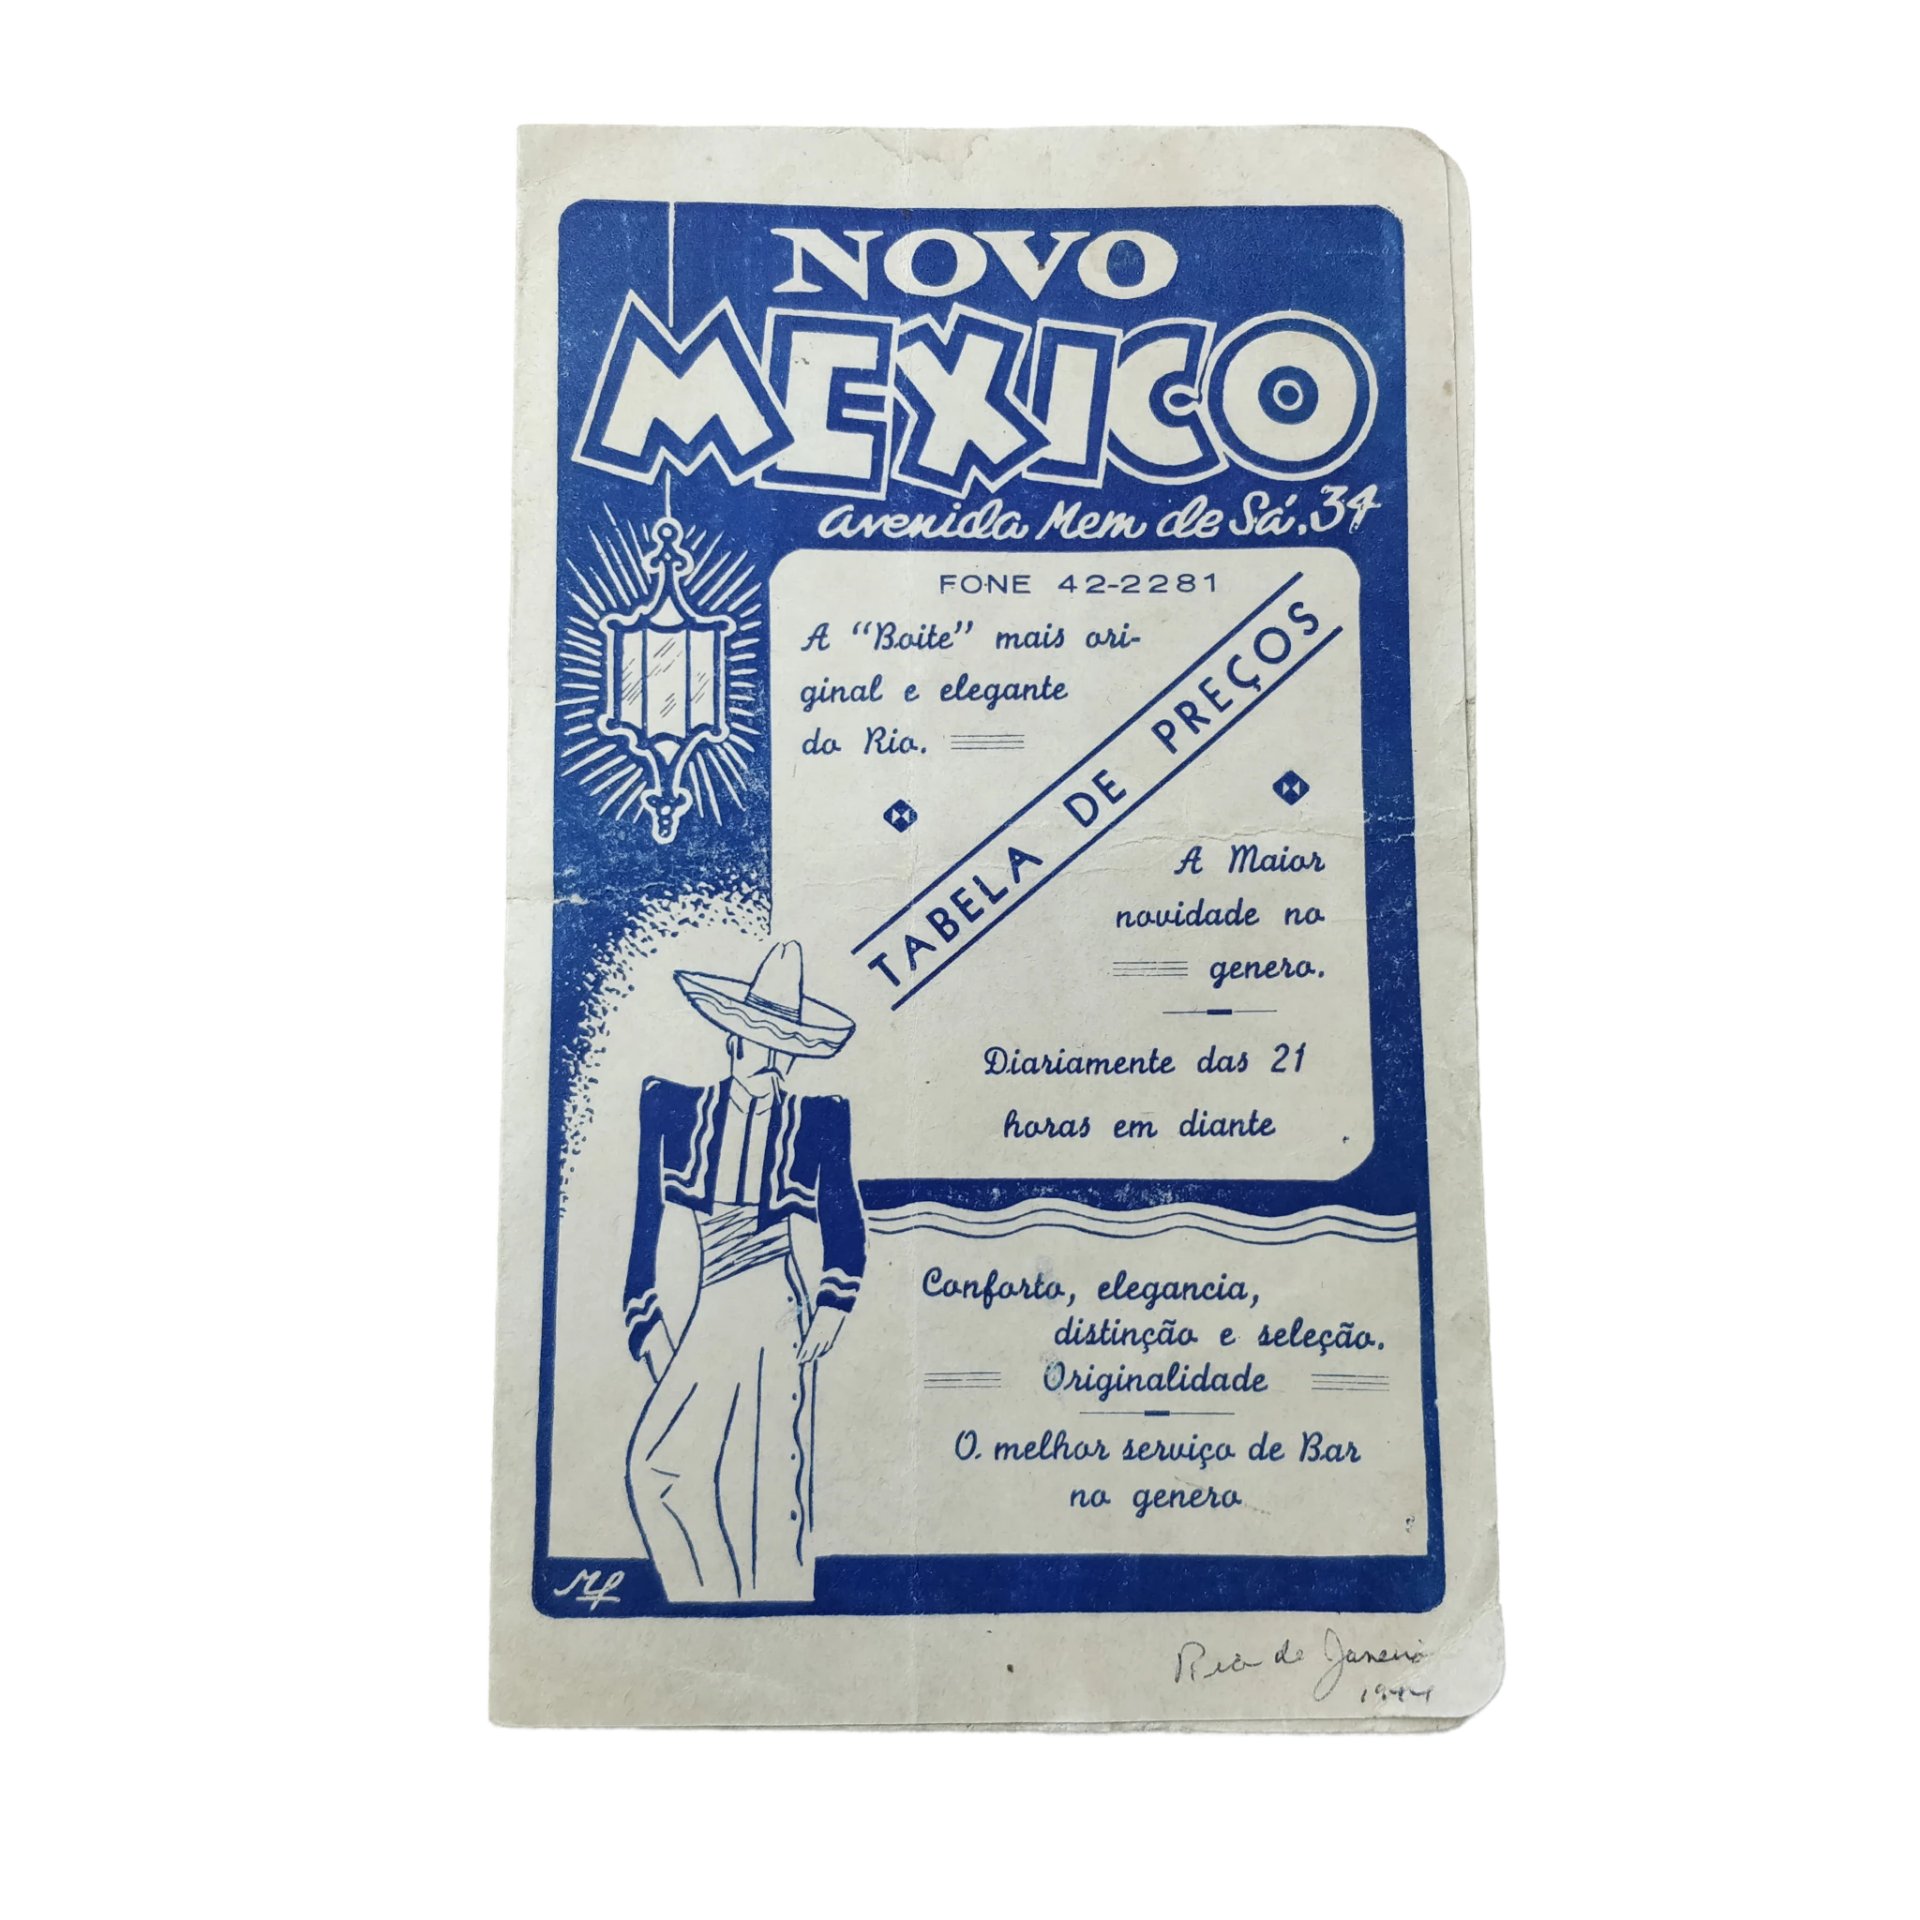 NOVO
MEXICO
avenida Mem de Sá, 34
FONE 42-2281
A "Boite" mais ori-
ginal e elegante
do Rio.
TABELA DE PREÇOS
A Maior
novidade no
genero.
Diariamente das 21
horas em diante
Conforto, elegancia,
distinção e seleção.
Originalidade
O melhor serviço de Bar
no genero
Rio de Janeiro
1944